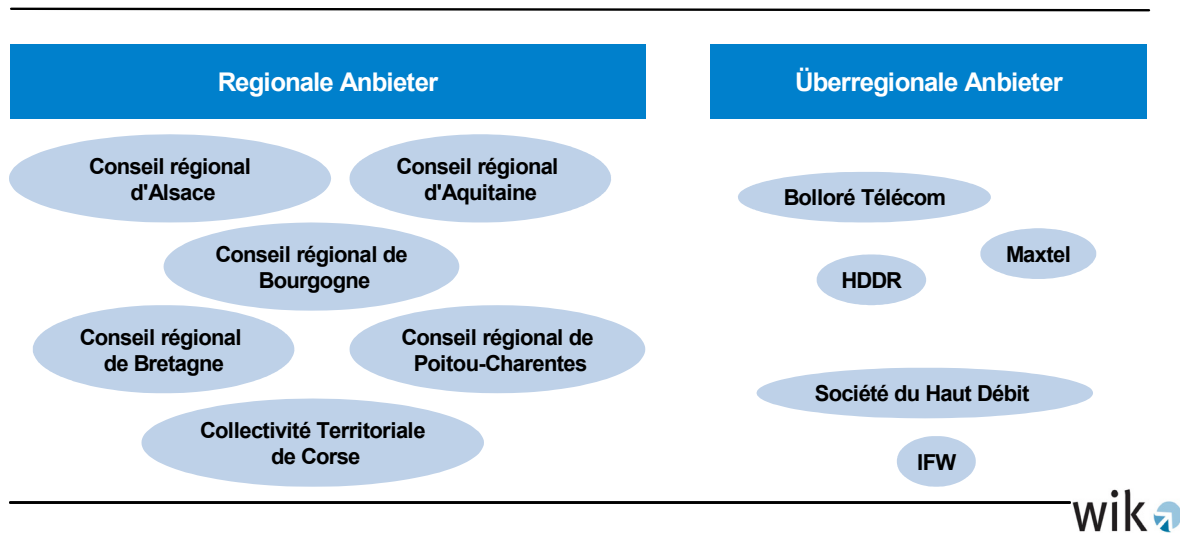 Regionale Anbieter
Conseil régional
d'Alsace
Conseil régional
d'Aquitaine
Conseil régional de
Bourgogne
Conseil régional
de Bretagne
Conseil régional de
Poitou-Charentes
Collectivité Territoriale
de Corse
Überregionale Anbieter
Bolloré Télécom
Maxtel
HDDR
Société du Haut Débit
IFW
wik